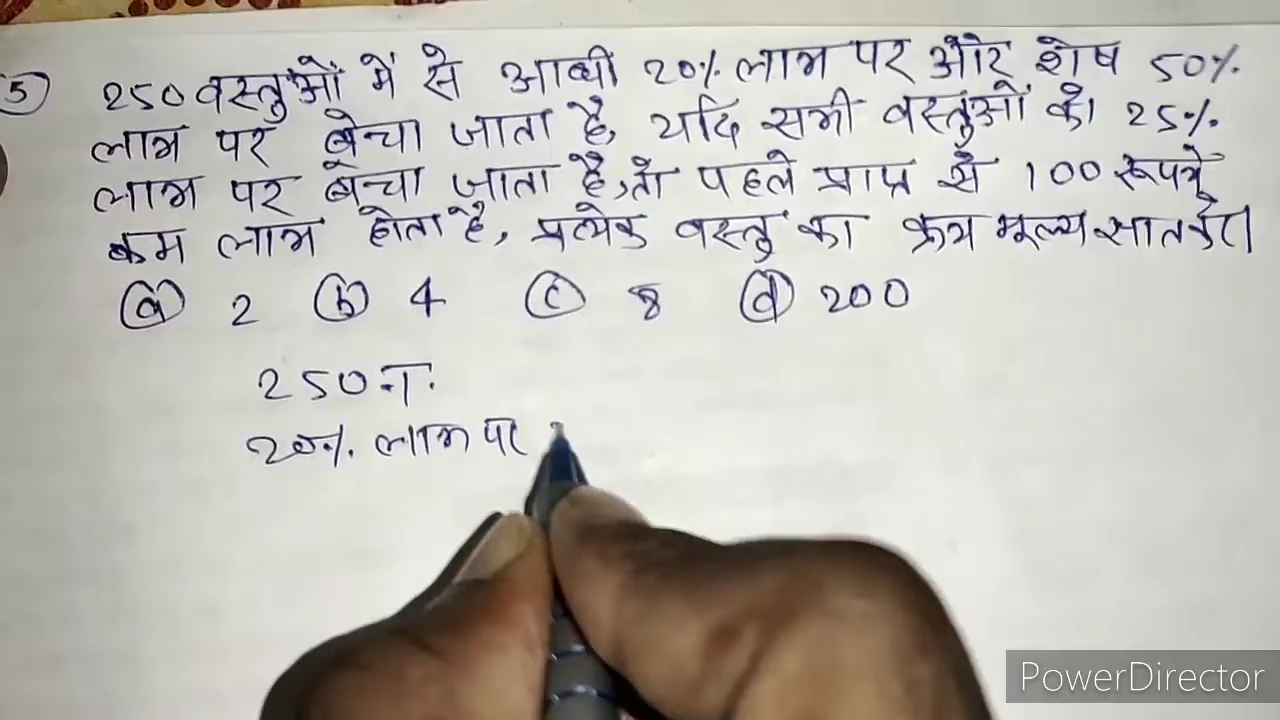 5 250 वस्तुओं में से आधी 20% लाभ पर और शेष 50%
लाभ पर बेचा जाता है, यदि सभी वस्तुओं को 25%
लाभ पर बेचा जाता है, तो पहले प्राप्त से 100 रूपये
कम लाभ होता है, प्रत्येक वस्तु का क्रय मूल्य ज्ञात करें।
a 2 b 4 c 8 d 200
250 T.
20% लाभ पर
PowerDirector